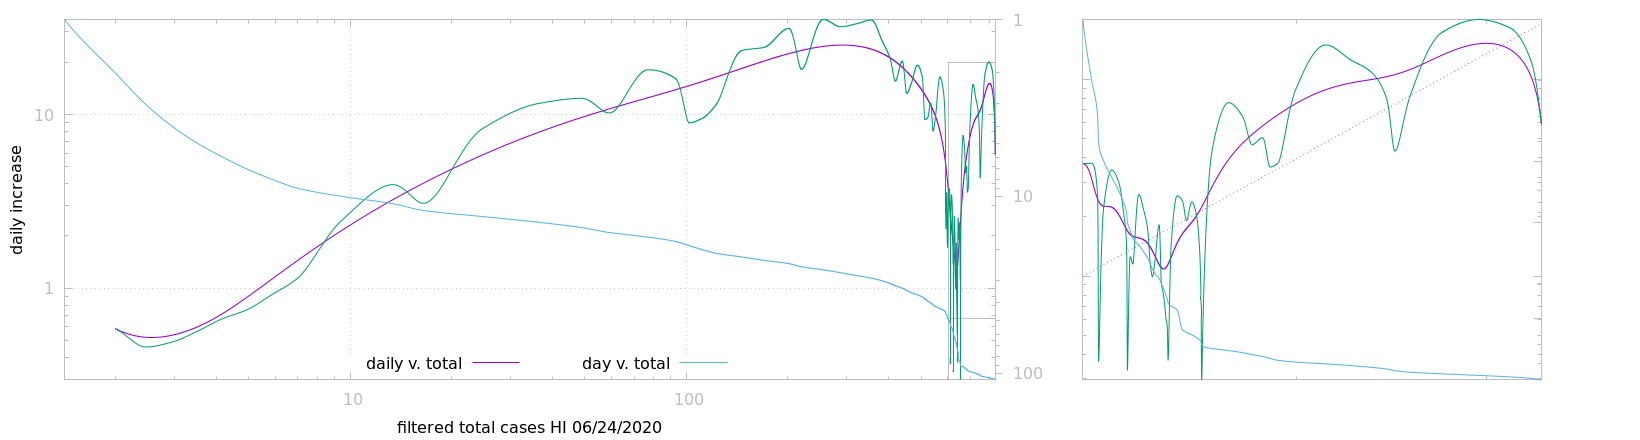 1
10
daily increase
10
1
daily v. total
day v. total
100
10
100
filtered total cases HI 06/24/2020